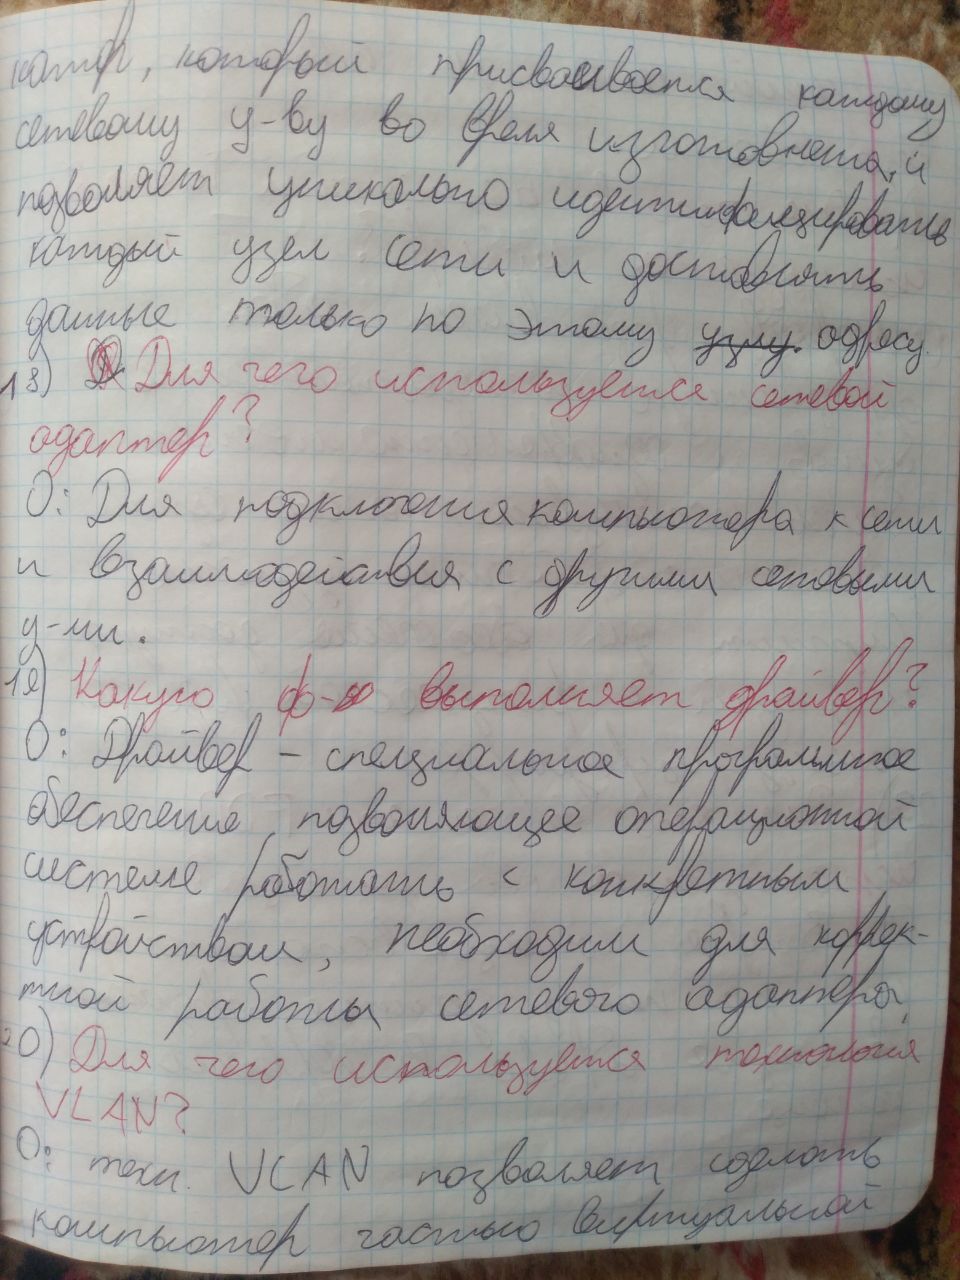 катор, который присваивается каждому
сетевому у-ву во время изготовнета, и
позволяет уникально идентифицировать
каждый узел сети и доставлять
данные только по этому узлу. адресу.
18) Для чего используется сетевой
адаптер?
О: Для подключения компьютера к сети
и взаимодействия с другими сетевыми
у-ми.
19) Какую ф-ю выполняет драйвер?
О: Драйвер – специальное программное
обеспечение, позволяющее операционной
системе работать с конкретным
устройством, необходим для коррек-
тной работы сетевого адаптера.
20) Для чего используется технология
VLAN?
О: техн. VLAN позволяет сделать
компьютер частью виртуальной